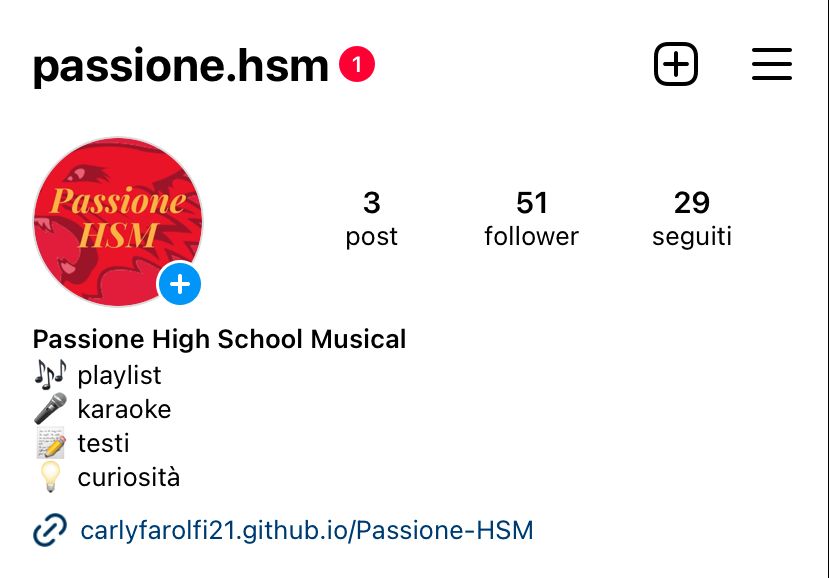 passione.hsm 1
Passione
HSM
3 51 29
post follower seguiti
Passione High School Musical
🎶 playlist
🎤 karaoke
📝 testi
💡 curiosità
carlyfarolfi21.github.io/Passione-HSM